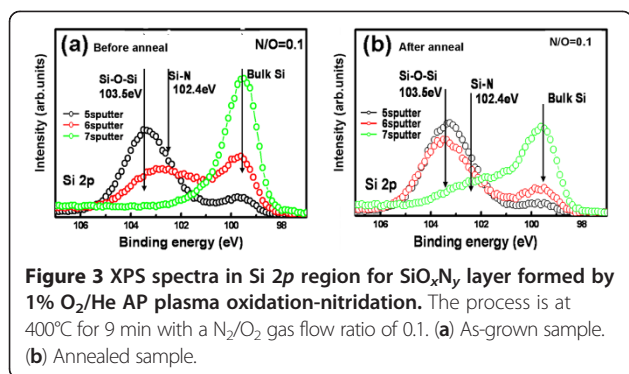 (a) Before anneal N/O=0.1
Si-O-Si
103.5eV
Si-N
102.4eV
Bulk Si
5sputter
6sputter
7sputter
Si 2p
Intensity (arb.units)
106 104 102 100 98
Binding energy (eV)
(b) After anneal N/O=0.1
Si-O-Si
103.5eV
Si-N
102.4eV
Bulk Si
5sputter
6sputter
7sputter
Si 2p
Intensity (arb.units)
106 104 102 100 98
Binding energy (eV)
Figure 3 XPS spectra in Si 2p region for SiOxNy layer formed by
1% O2/He AP plasma oxidation-nitridation. The process is at
400°C for 9 min with a N2/O2 gas flow ratio of 0.1. (a) As-grown sample.
(b) Annealed sample.